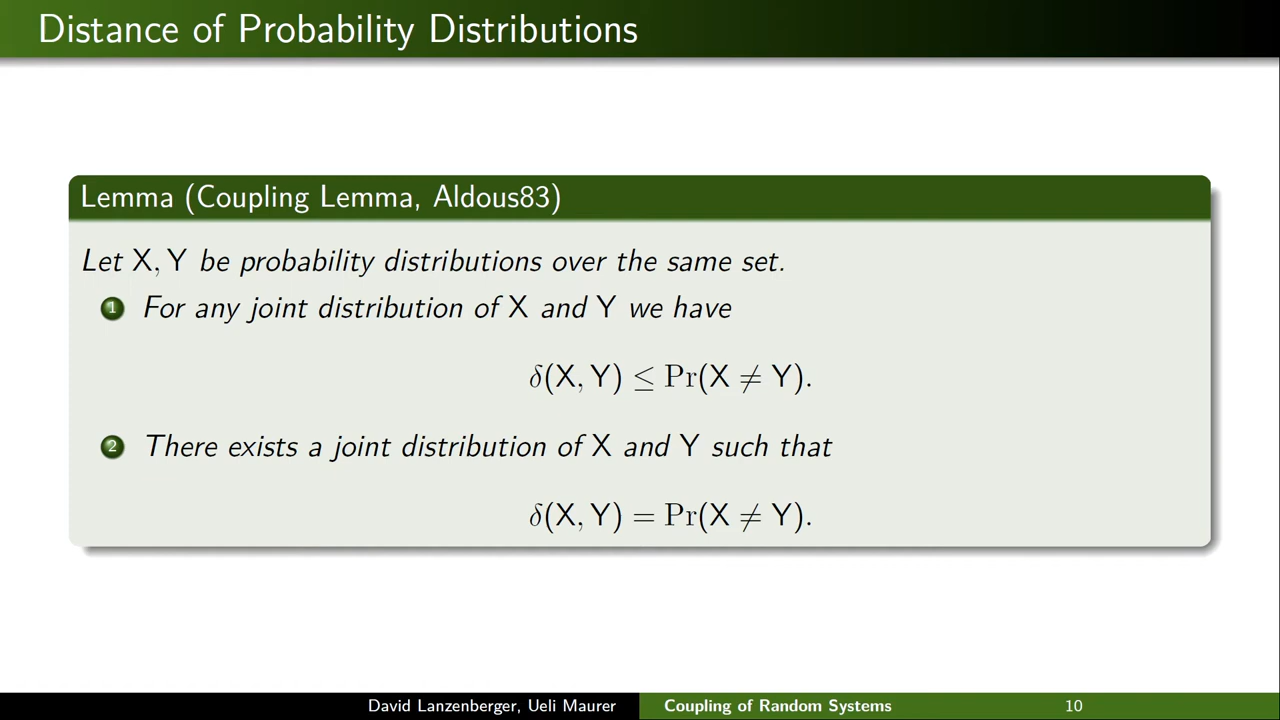 Distance of Probability Distributions
Lemma (Coupling Lemma, Aldous83)
Let X, Y be probability distributions over the same set.
1 For any joint distribution of X and Y we have
δ(X, Y) ≤ Pr(X ≠ Y).
2 There exists a joint distribution of X and Y such that
δ(X, Y) = Pr(X ≠ Y).
David Lanzenberger, Ueli Maurer Coupling of Random Systems 10